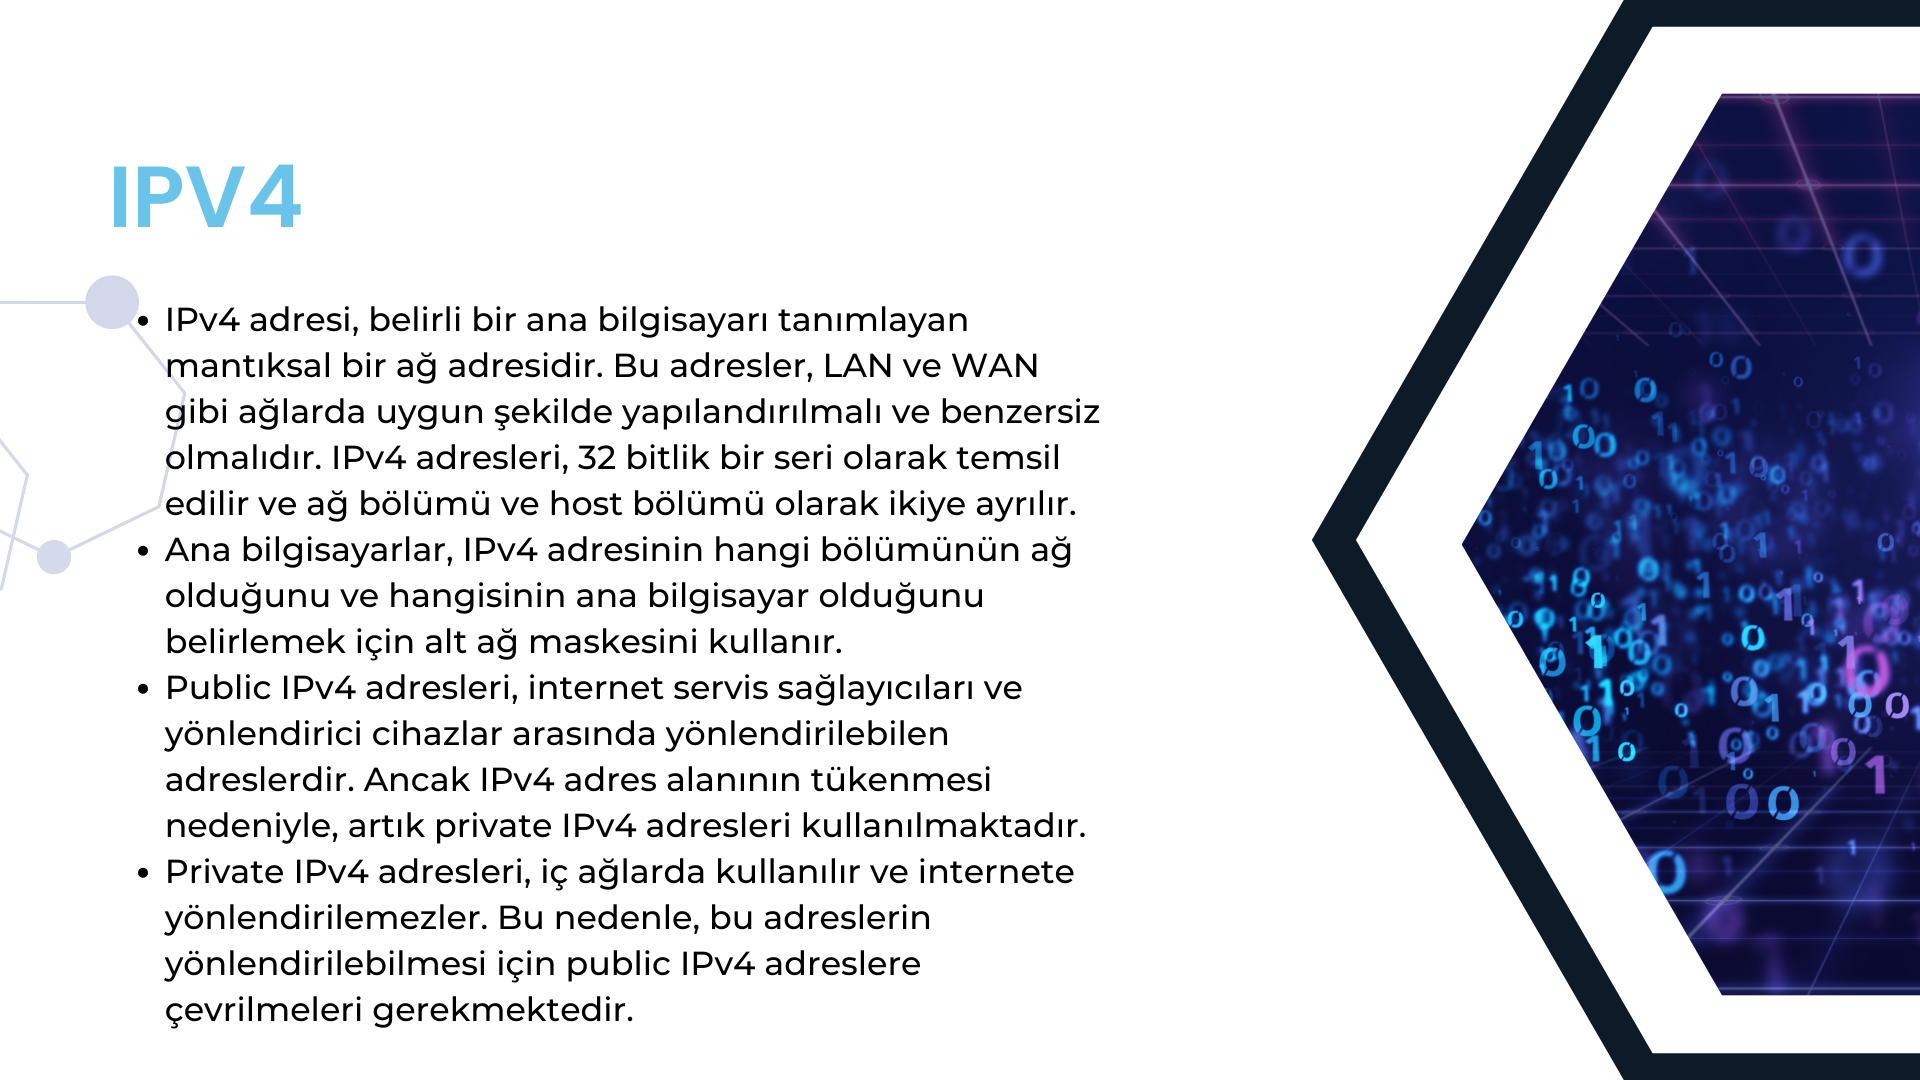 IPV4
• IPv4 adresi, belirli bir ana bilgisayarı tanımlayan
mantıksal bir ağ adresidir. Bu adresler, LAN ve WAN
gibi ağlarda uygun şekilde yapılandırılmalı ve benzersiz
olmalıdır. IPv4 adresleri, 32 bitlik bir seri olarak temsil
edilir ve ağ bölümü ve host bölümü olarak ikiye ayrılır.
• Ana bilgisayarlar, IPv4 adresinin hangi bölümünün ağ
olduğunu ve hangisinin ana bilgisayar olduğunu
belirlemek için alt ağ maskesini kullanır.
• Public IPv4 adresleri, internet servis sağlayıcıları ve
yönlendirici cihazlar arasında yönlendirilebilen
adreslerdir. Ancak IPv4 adres alanının tükenmesi
nedeniyle, artık private IPv4 adresleri kullanılmaktadır.
• Private IPv4 adresleri, iç ağlarda kullanılır ve internete
yönlendirilemezler. Bu nedenle, bu adreslerin
yönlendirilebilmesi için public IPv4 adreslere
çevrilmeleri gerekmektedir.